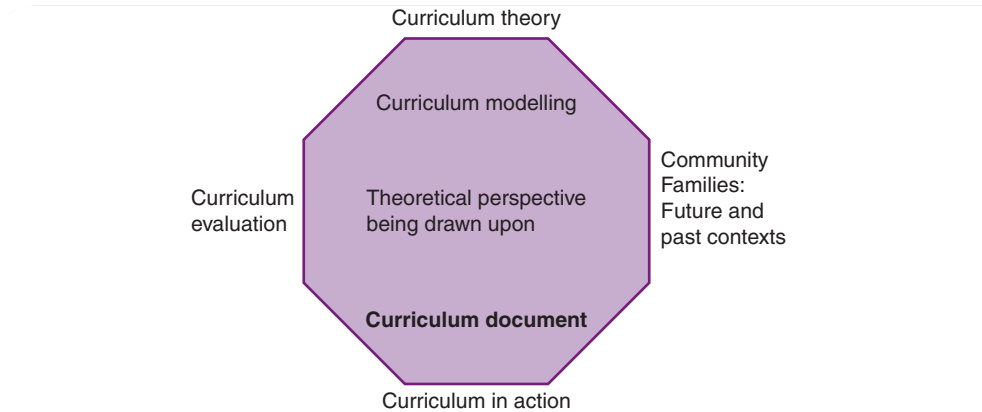 Curriculum theory
Curriculum modelling
Community
Families:
Future and
past contexts
Curriculum
evaluation
Theoretical perspective
being drawn upon
Curriculum document
Curriculum in action